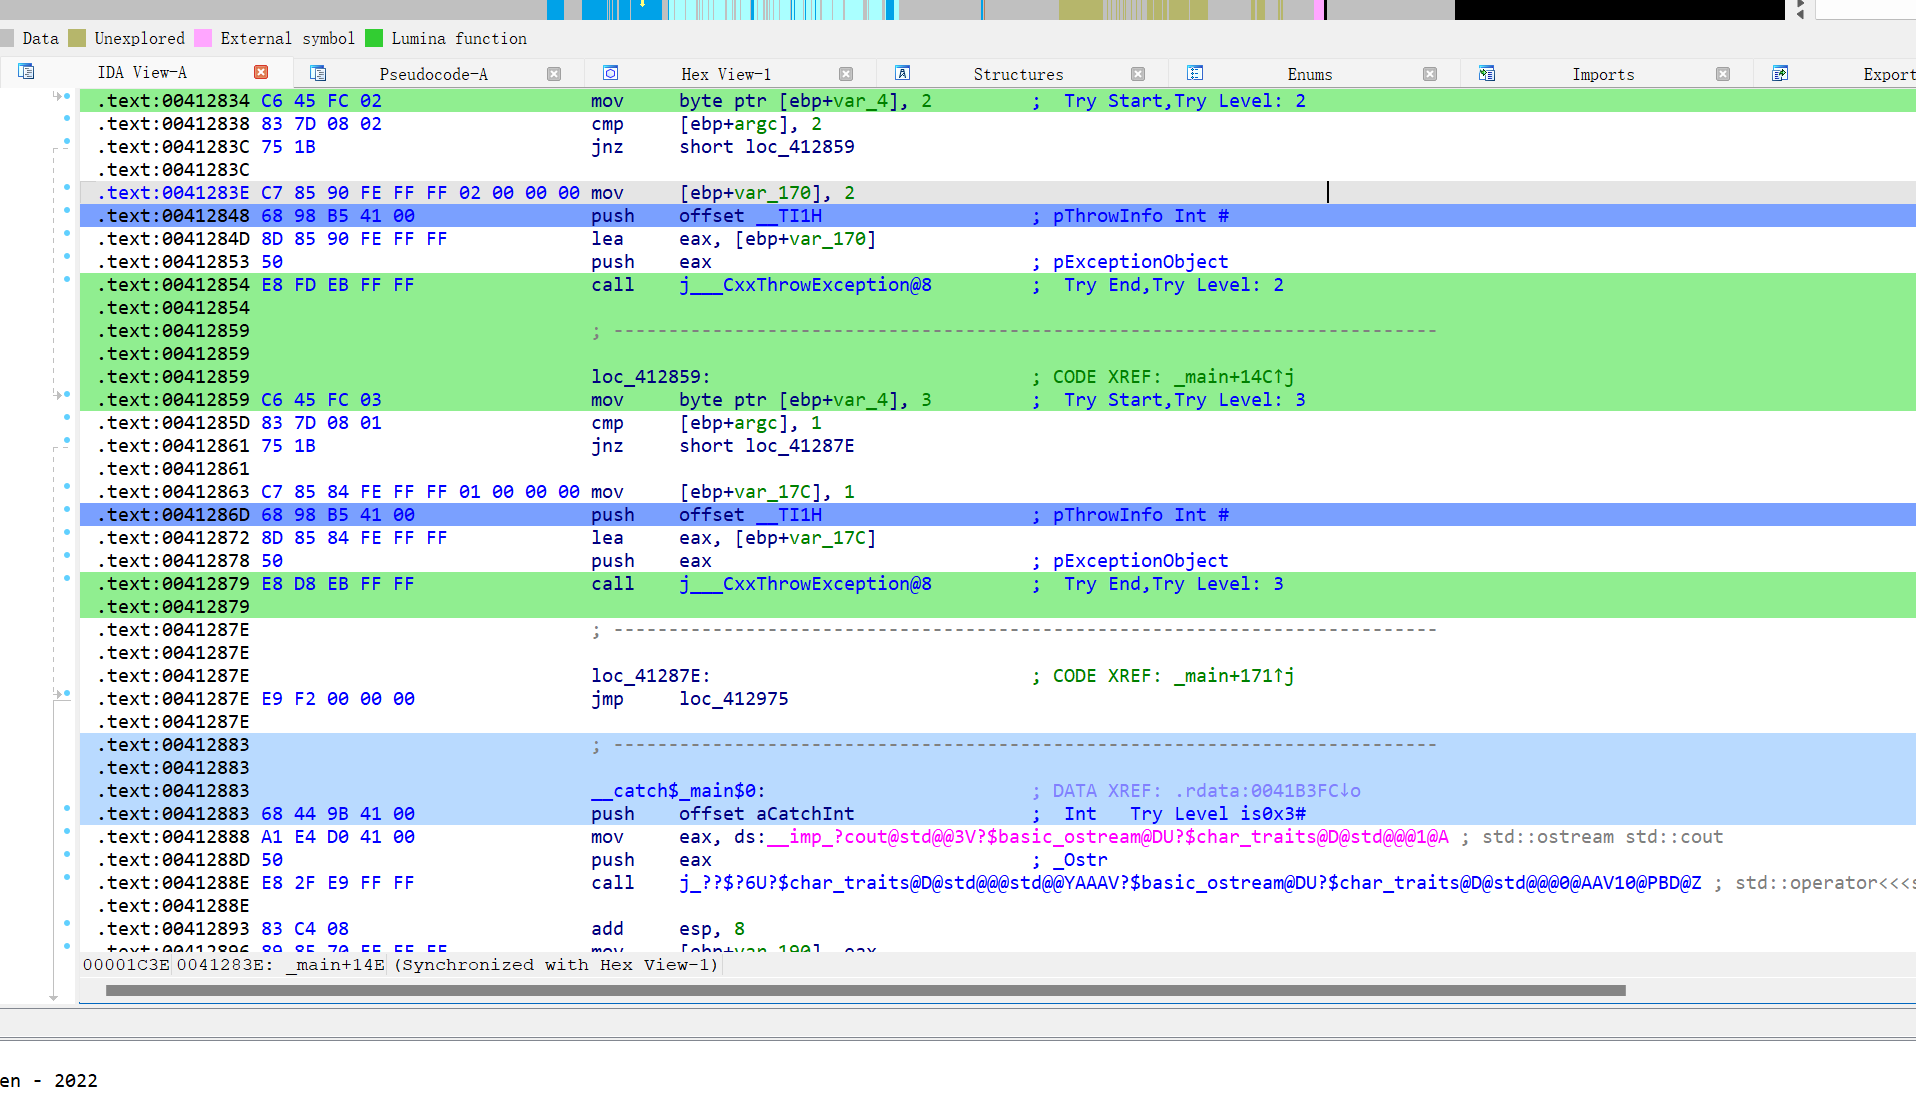 Data Unexplored External symbol Lumina function
IDA View-A Pseudocode-A Hex View-1 Structures Enums Imports Export
.text:00412834 C6 45 FC 02 mov byte ptr [ebp+var_4], 2 ; Try Start,Try Level: 2
.text:00412838 83 7D 08 02 cmp [ebp+argc], 2
.text:0041283C 75 1B jnz short loc_412859
.text:0041283C
.text:0041283E C7 85 90 FE FF FF 02 00 00 00 mov [ebp+var_170], 2
.text:00412848 68 98 B5 41 00 push offset __TI1H ; pThrowInfo Int #
.text:0041284D 8D 85 90 FE FF FF lea eax, [ebp+var_170]
.text:00412853 50 push eax ; pExceptionObject
.text:00412854 E8 FD EB FF FF call j___CxxThrowException@8 ; Try End,Try Level: 2
.text:00412854
.text:00412859 ; ---------------------------------------------------------------------------
.text:00412859
.text:00412859 loc_412859: ; CODE XREF: _main+14C↑j
.text:00412859 C6 45 FC 03 mov byte ptr [ebp+var_4], 3 ; Try Start,Try Level: 3
.text:0041285D 83 7D 08 01 cmp [ebp+argc], 1
.text:00412861 75 1B jnz short loc_41287E
.text:00412861
.text:00412863 C7 85 84 FE FF FF 01 00 00 00 mov [ebp+var_17C], 1
.text:0041286D 68 98 B5 41 00 push offset __TI1H ; pThrowInfo Int #
.text:00412872 8D 85 84 FE FF FF lea eax, [ebp+var_17C]
.text:00412878 50 push eax ; pExceptionObject
.text:00412879 E8 D8 EB FF FF call j___CxxThrowException@8 ; Try End,Try Level: 3
.text:00412879
.text:0041287E ; ---------------------------------------------------------------------------
.text:0041287E
.text:0041287E loc_41287E: ; CODE XREF: _main+171↑j
.text:0041287E E9 F2 00 00 00 jmp loc_412975
.text:0041287E
.text:00412883 ; ---------------------------------------------------------------------------
.text:00412883
.text:00412883 __catch$_main$0: ; DATA XREF: .rdata:0041B3FC↓o
.text:00412883 68 44 9B 41 00 push offset aCatchInt ; Int Try Level is0x3#
.text:00412888 A1 E4 D0 41 00 mov eax, ds:__imp_?cout@std@@3V?$basic_ostream@DU?$char_traits@D@std@@@1@A ; std::ostream std::cout
.text:0041288D 50 push eax ; _Ostr
.text:0041288E E8 2F E9 FF FF call j_??$?6U?$char_traits@D@std@@@std@@YAAAV?$basic_ostream@DU?$char_traits@D@std@@@0@AAV10@PBD@Z ; std::operator<<<s
.text:0041288E
.text:00412893 83 C4 08 add esp, 8
.text:00412896 89 85 70 FE FF FF mov [ebp+var_190], eax
00001C3E 0041283E: _main+14E (Synchronized with Hex View-1)
en - 2022